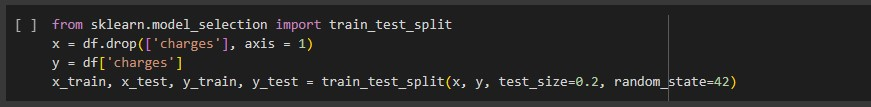 [ ] from sklearn.model_selection import train_test_split
x = df.drop(['charges'], axis = 1)
y = df['charges']
x_train, x_test, y_train, y_test = train_test_split(x, y, test_size=0.2, random_state=42)